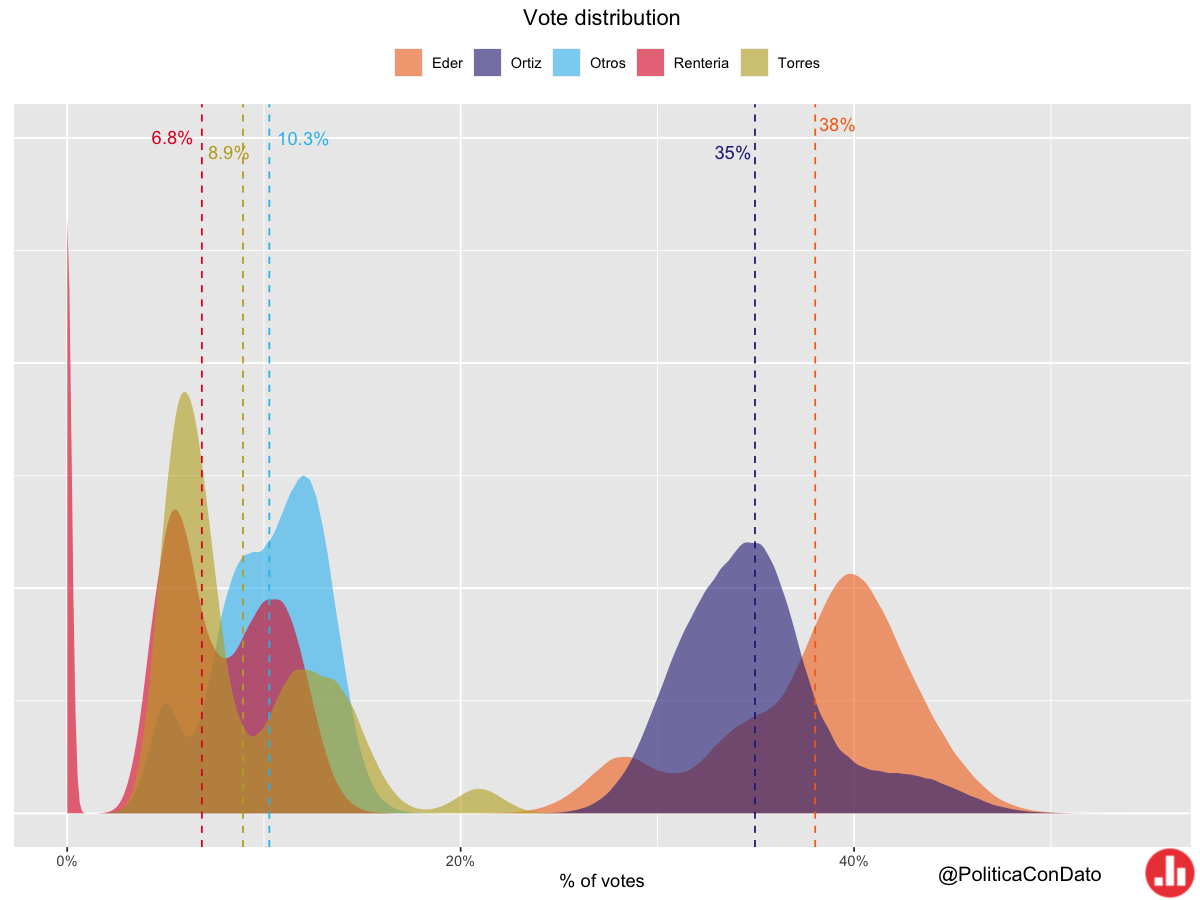 Vote distribution
Eder Ortiz Otros Renteria Torres
38%
6.8% 10.3%
8.9% 35%
0% 20% 40%
% of votes
@PoliticaConDato